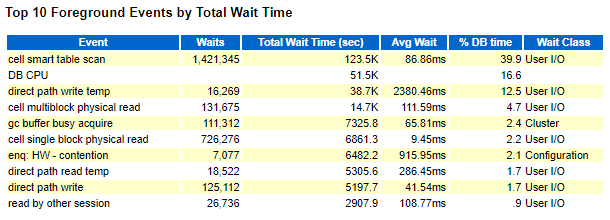 Top 10 Foreground Events by Total Wait Time
Event Waits Total Wait Time (sec) Avg Wait % DB time Wait Class
cell smart table scan 1,421,345 123.5K 86.86ms 39.9 User I/O
DB CPU 51.5K 16.6
direct path write temp 16,269 38.7K 2380.46ms 12.5 User I/O
cell multiblock physical read 131,675 14.7K 111.59ms 4.7 User I/O
gc buffer busy acquire 111,312 7325.8 65.81ms 2.4 Cluster
cell single block physical read 726,276 6861.3 9.45ms 2.2 User I/O
enq: HW - contention 7,077 6482.2 915.95ms 2.1 Configuration
direct path read temp 18,522 5305.6 286.45ms 1.7 User I/O
direct path write 125,112 5197.7 41.54ms 1.7 User I/O
read by other session 26,736 2907.9 108.77ms .9 User I/O